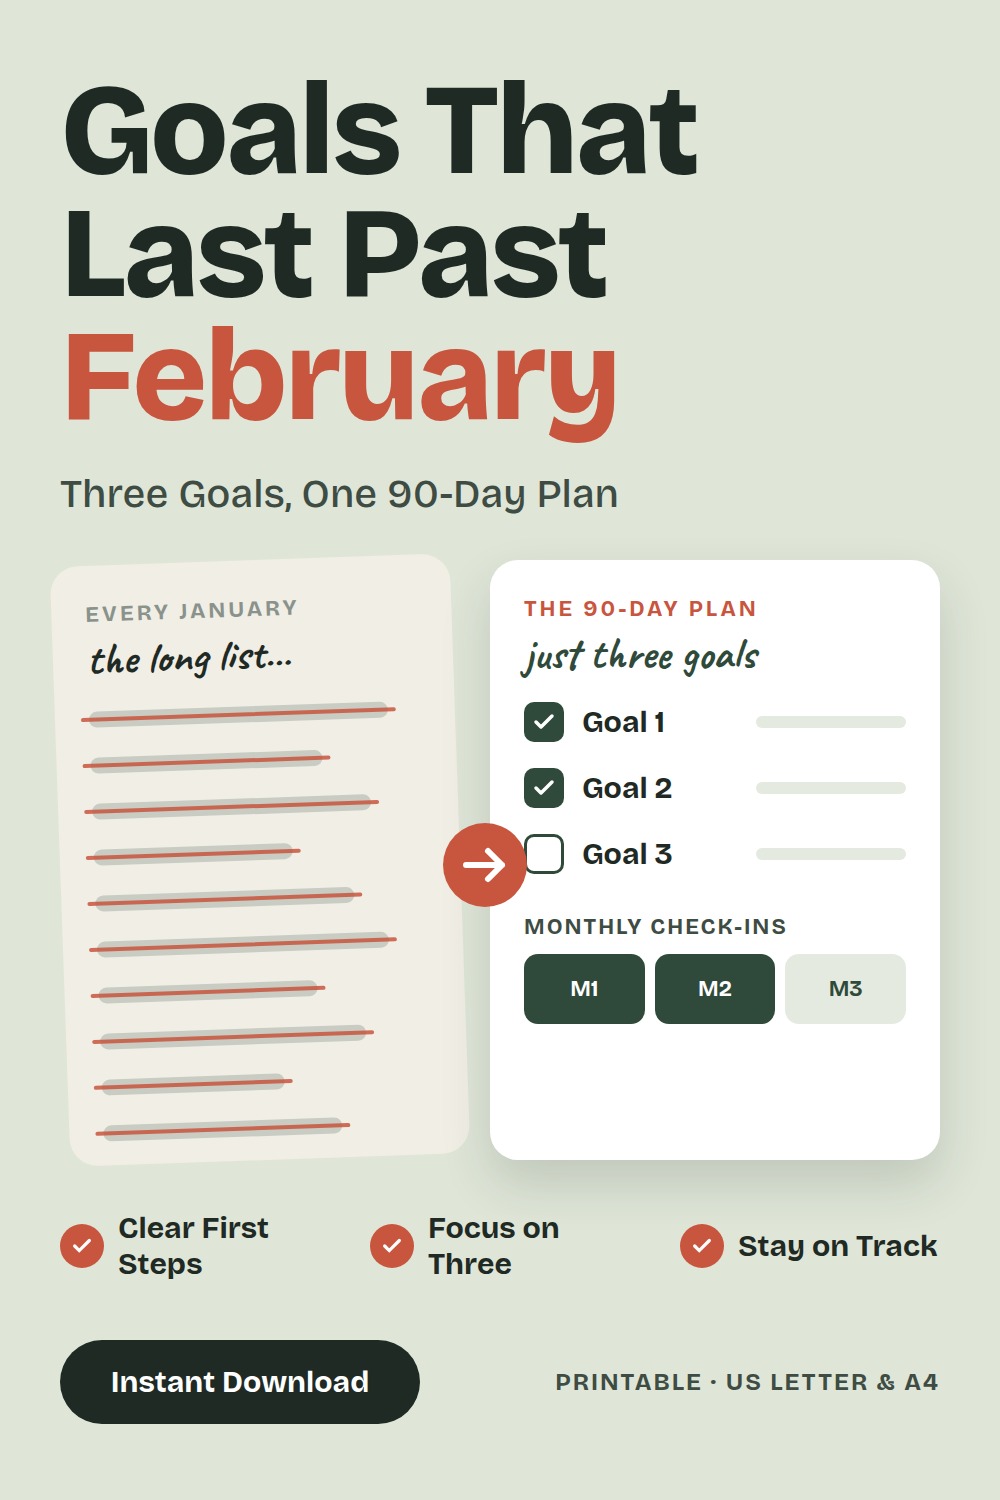 Goals That
Last Past
February
Three Goals, One 90-Day Plan
EVERY JANUARY
the long list...
THE 90-DAY PLAN
just three goals
Goal 1
Goal 2
Goal 3
MONTHLY CHECK-INS
M1 M2 M3
Clear First
Steps
Focus on
Three
Stay on Track
Instant Download
PRINTABLE · US LETTER & A4